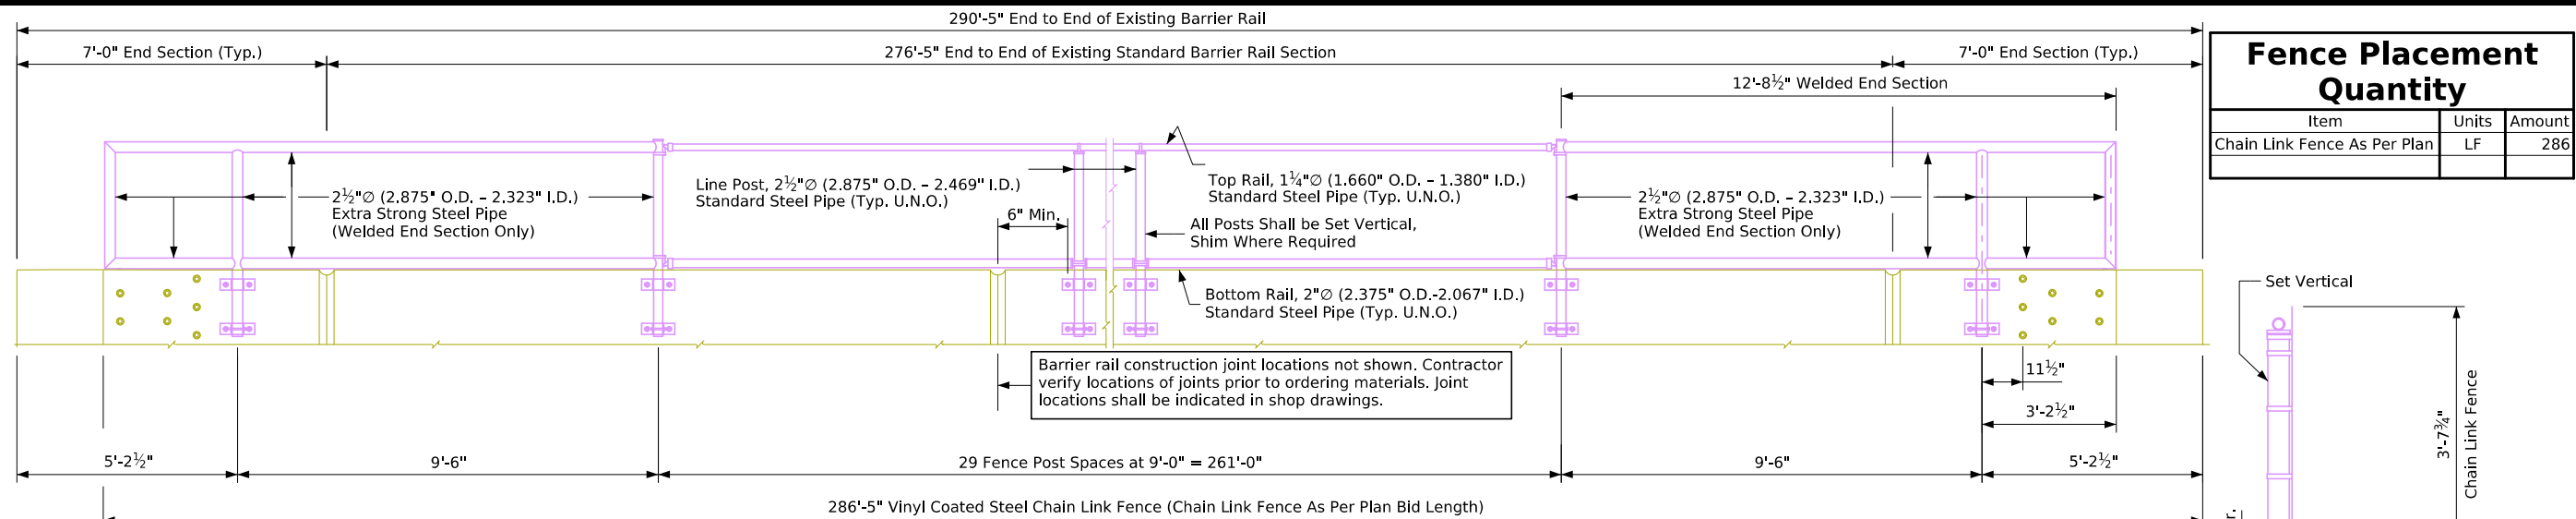 290'-5" End to End of Existing Barrier Rail
7'-0" End Section (Typ.)
276'-5" End to End of Existing Standard Barrier Rail Section
7'-0" End Section (Typ.)
12'-8½" Welded End Section
Fence Placement
Quantity
Item Units Amount
Chain Link Fence As Per Plan LF 286
2½"∅ (2.875" O.D. – 2.323" I.D.)
Extra Strong Steel Pipe
(Welded End Section Only)
Line Post, 2½"∅ (2.875" O.D. – 2.469" I.D.)
Standard Steel Pipe (Typ. U.N.O.)
6" Min.
Top Rail, 1¼"∅ (1.660" O.D. – 1.380" I.D.)
Standard Steel Pipe (Typ. U.N.O.)
All Posts Shall be Set Vertical,
Shim Where Required
2½"∅ (2.875" O.D. – 2.323" I.D.)
Extra Strong Steel Pipe
(Welded End Section Only)
Bottom Rail, 2"∅ (2.375" O.D.-2.067" I.D.)
Standard Steel Pipe (Typ. U.N.O.)
Set Vertical
Barrier rail construction joint locations not shown. Contractor
verify locations of joints prior to ordering materials. Joint
locations shall be indicated in shop drawings.
11½"
3'-2½"
3'-7¾"
Chain Link Fence
5'-2½"
9'-6"
29 Fence Post Spaces at 9'-0" = 261'-0"
9'-6"
5'-2½"
286'-5" Vinyl Coated Steel Chain Link Fence (Chain Link Fence As Per Plan Bid Length)